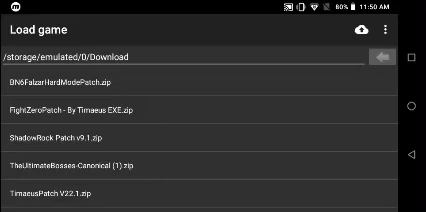 80% 11:50 AM
Load game
/storage/emulated/0/Download
BN6FalzarHardModePatch.zip
FightZeroPatch - By Timaeus EXE.zip
ShadowRock Patch v9.1.zip
TheUltimateBosses-Canonical (1).zip
TimaeusPatch V22.1.zip